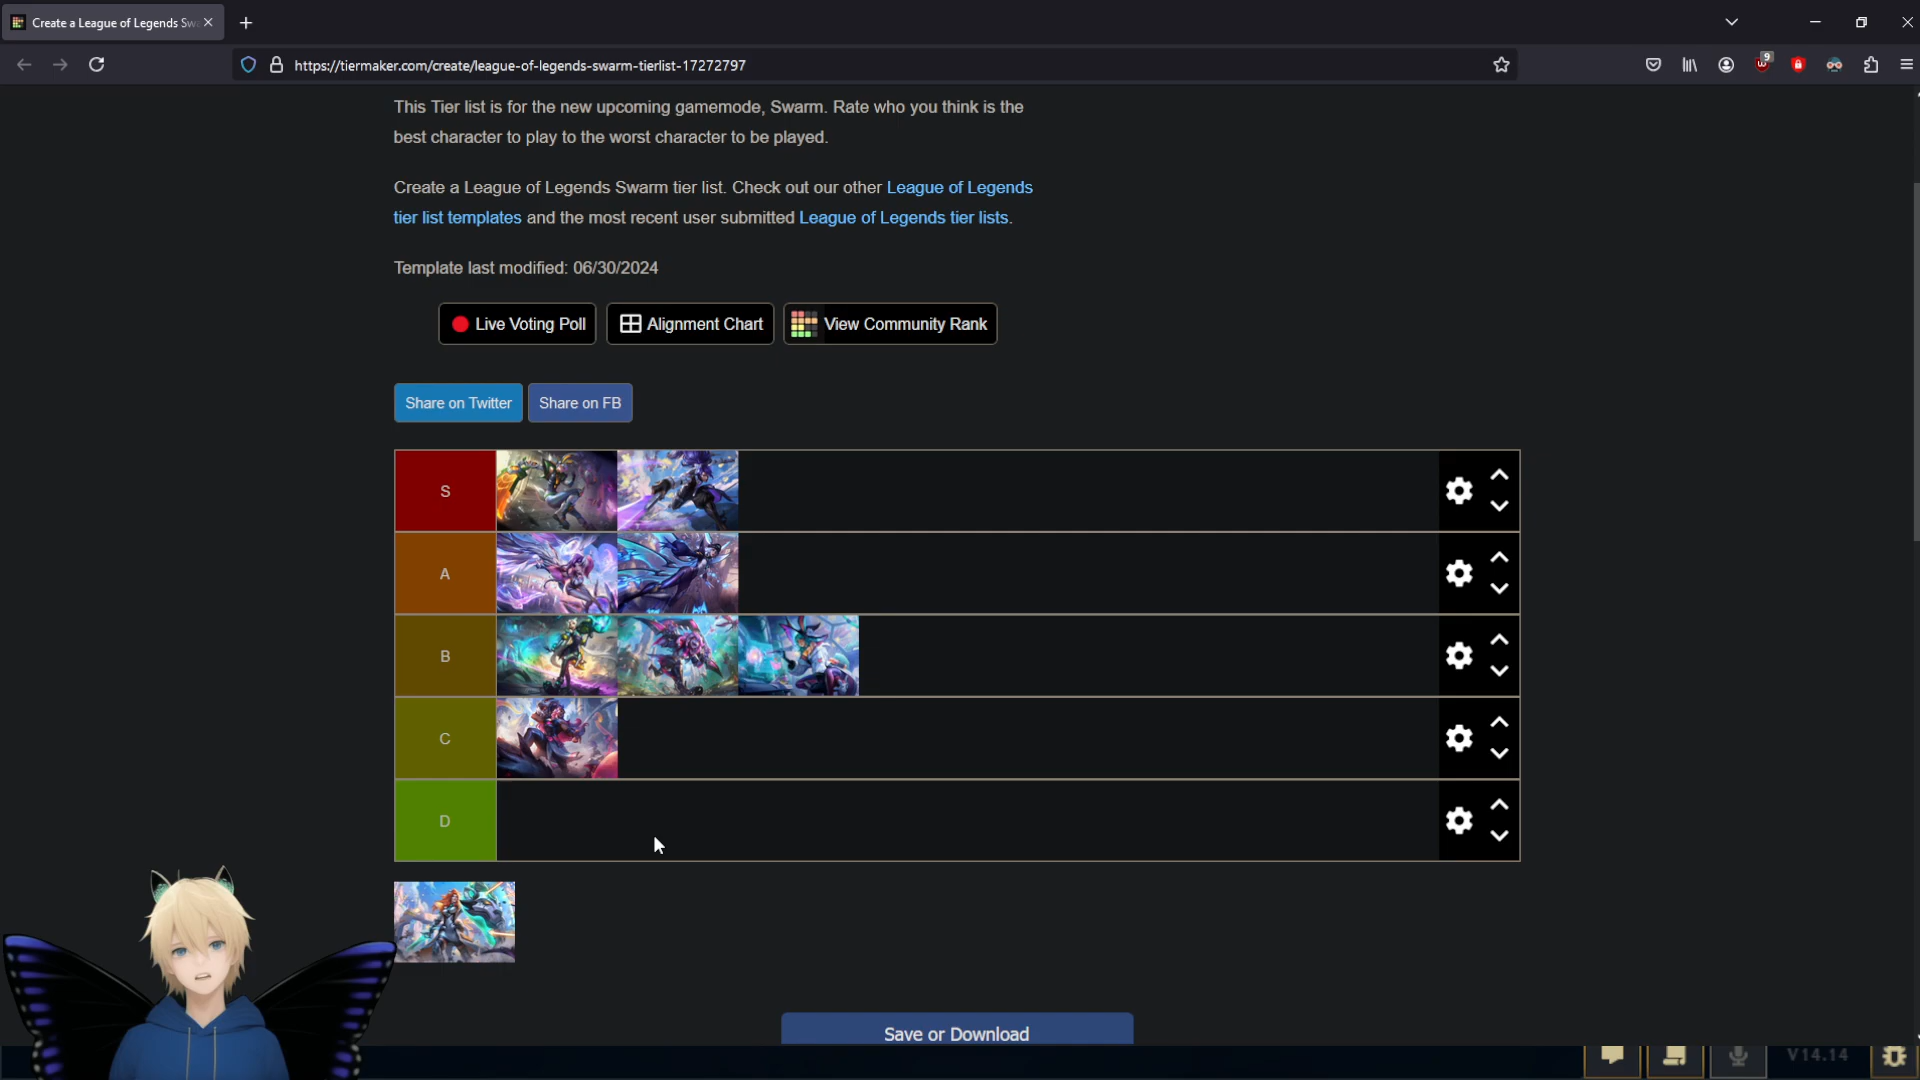 Create a League of Legends Sw
https://tiermaker.com/create/league-of-legends-swarm-tierlist-17272797
9
This Tier list is for the new upcoming gamemode, Swarm. Rate who you think is the
best character to play to the worst character to be played.
Create a League of Legends Swarm tier list. Check out our other League of Legends
tier list templates and the most recent user submitted League of Legends tier lists.
Template last modified: 06/30/2024
Live Voting Poll
Alignment Chart
View Community Rank
Share on Twitter
Share on FB
S
A
B
C
D
Save or Download
V14.14